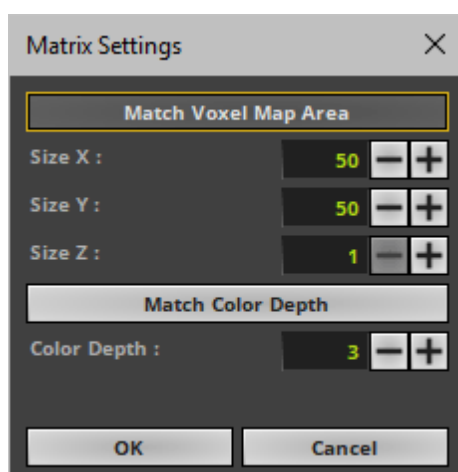 Matrix Settings
Match Voxel Map Area
Size X : 50
Size Y : 50
Size Z : 1
Match Color Depth
Color Depth : 3
OK Cancel